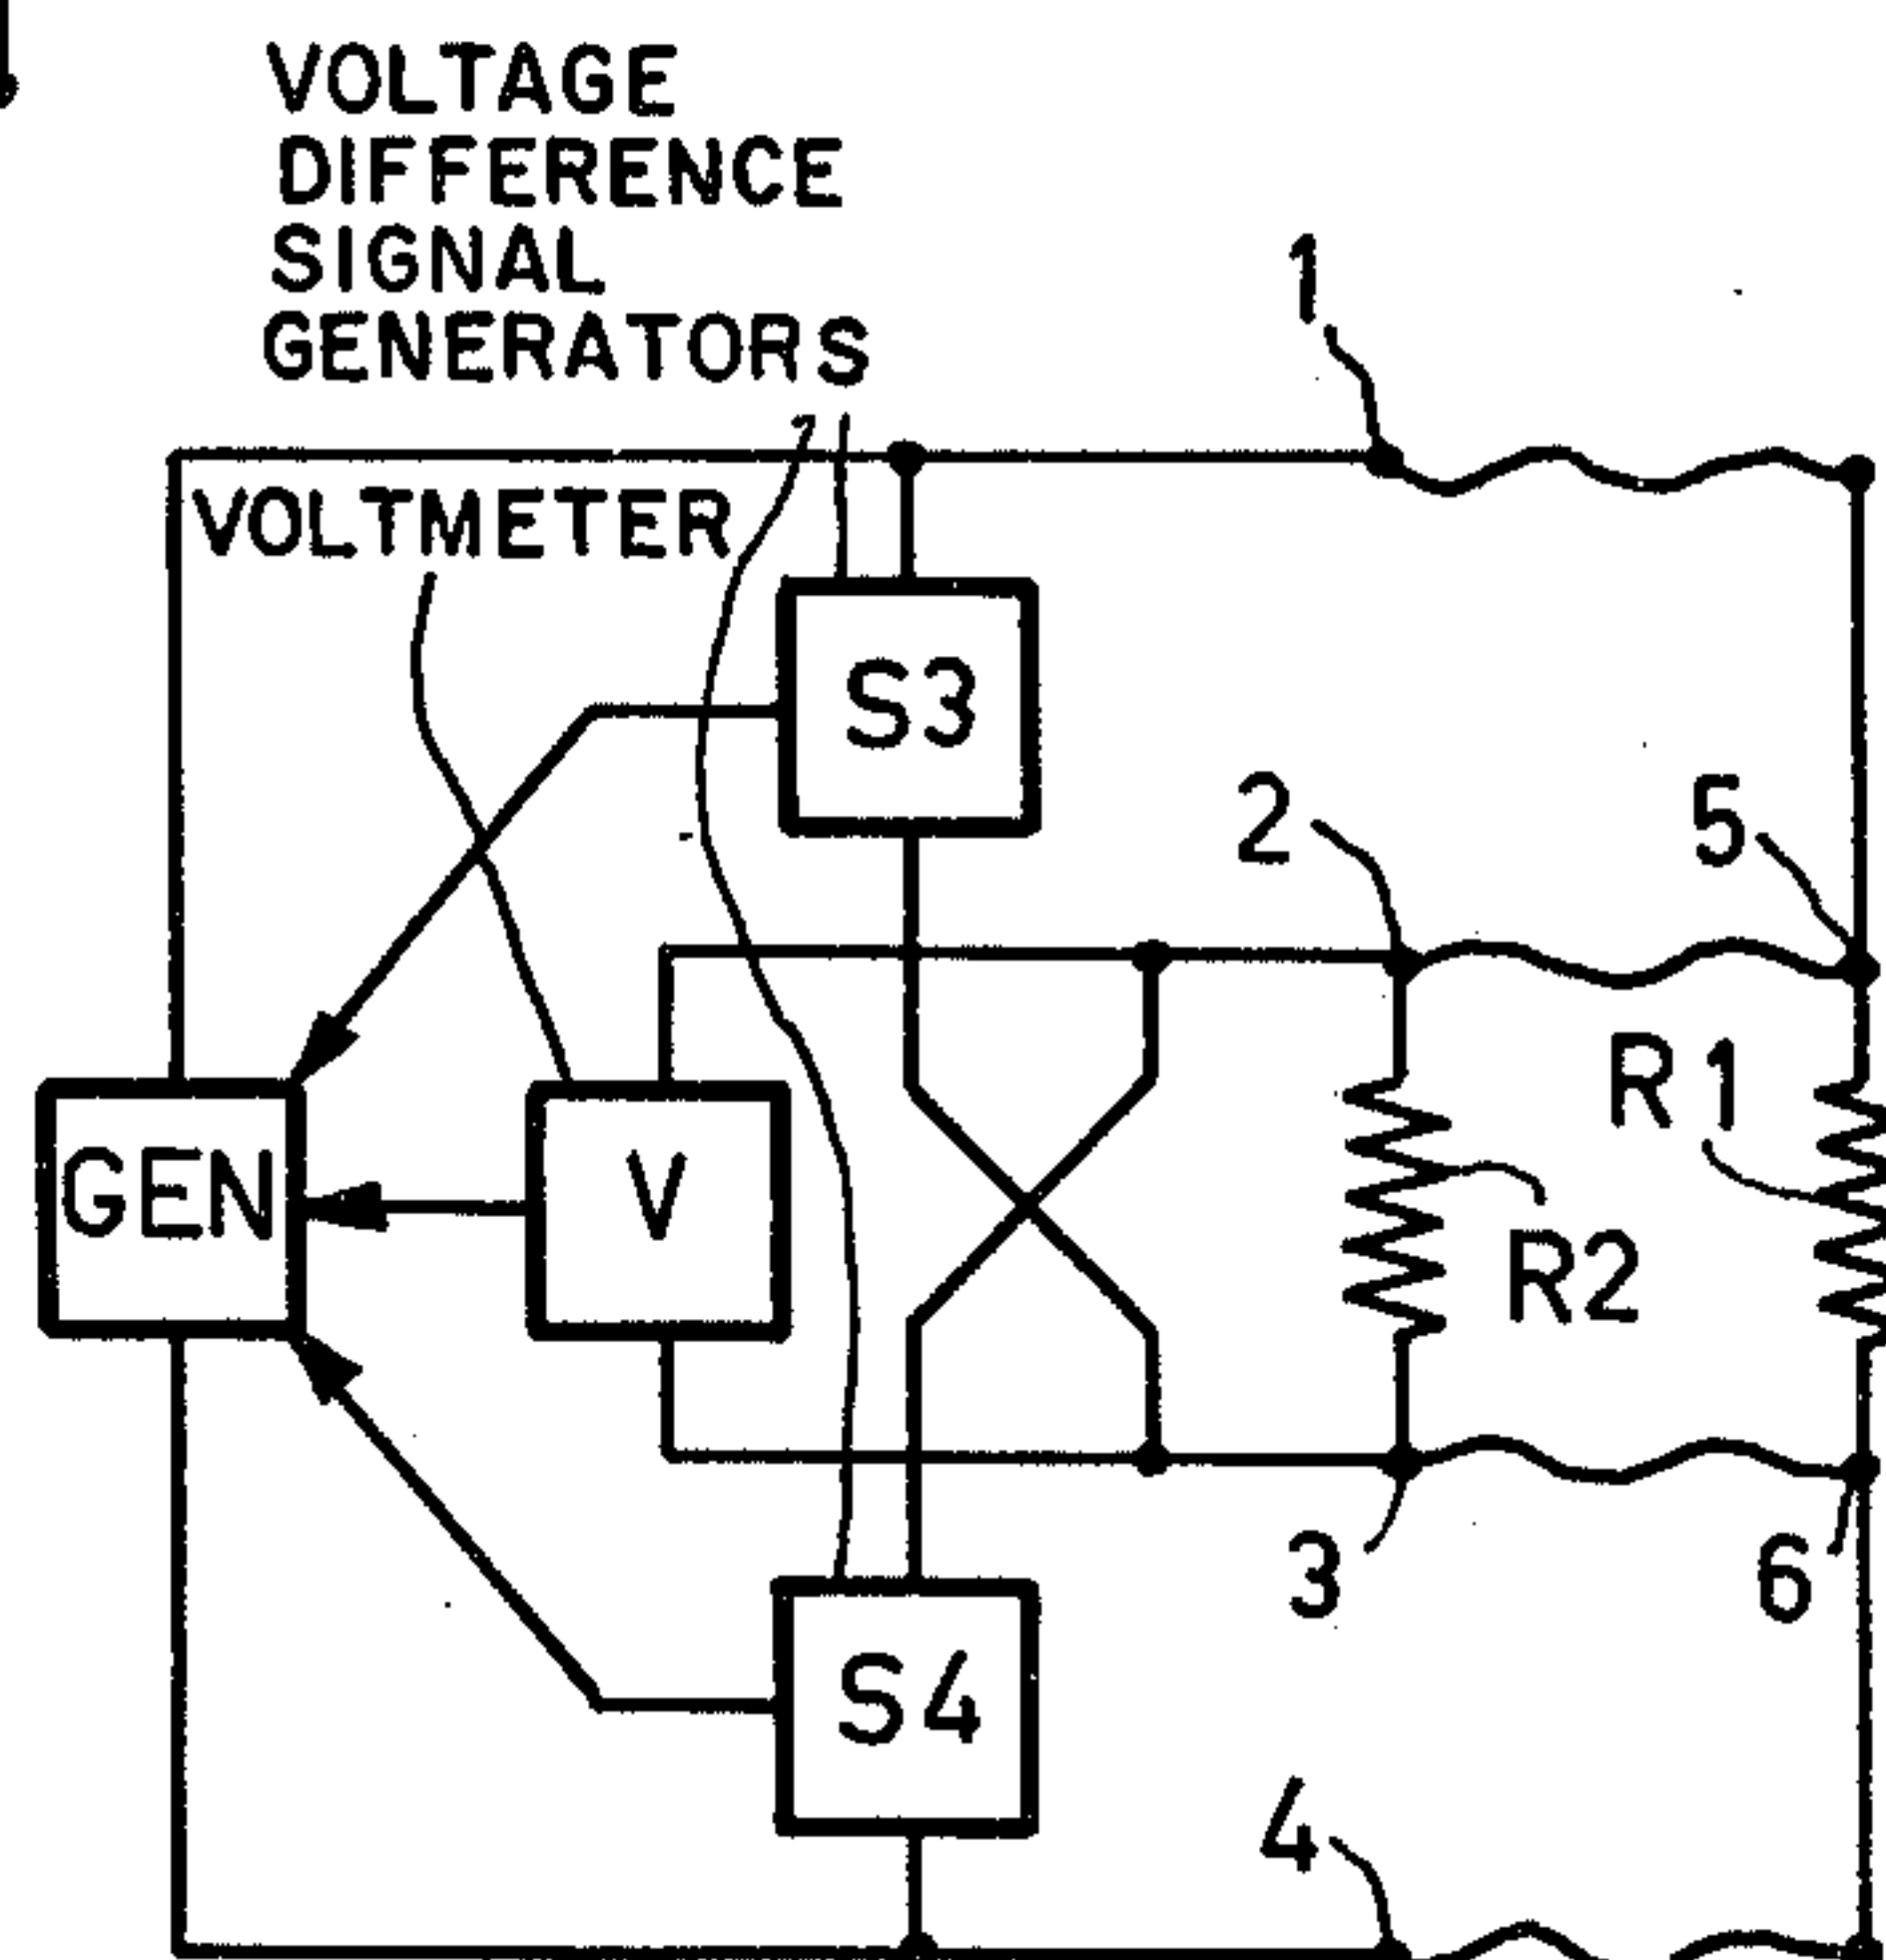 VOLTAGE
DIFFERENCE
SIGNAL
GENERATORS
1
VOLTMETER
S3
2
5
R1
GEN
V
R2
3
6
S4
4